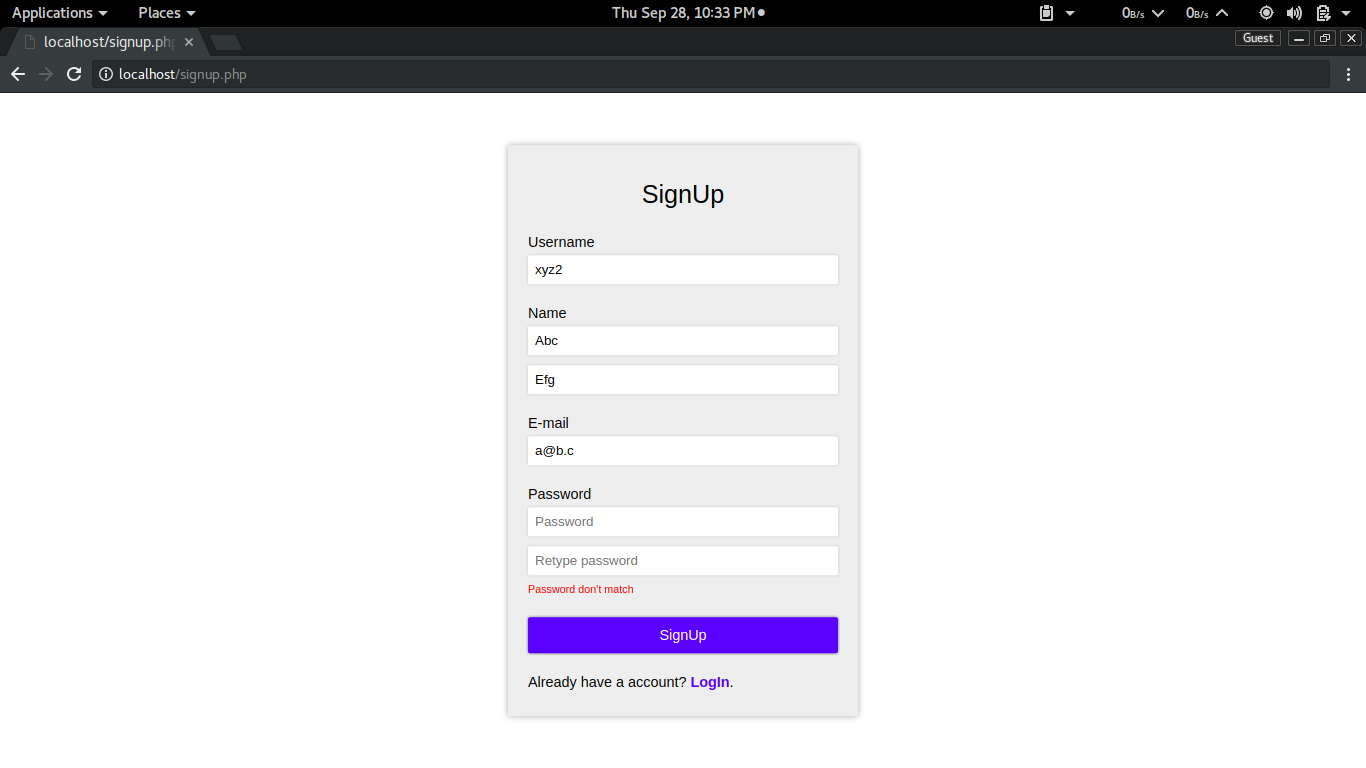 Applications Places Thu Sep 28, 10:33 PM 0B/s 0B/s
localhost/signup.php Guest
localhost/signup.php
SignUp
Username
xyz2
Name
Abc
Efg
E-mail
a@b.c
Password
Password
Retype password
Password don't match
SignUp
Already have a account? LogIn.